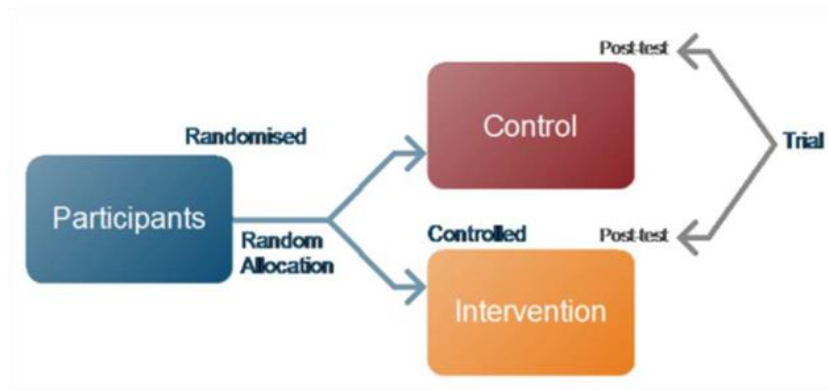 Post-test
Control
Randomised
Trial
Participants
Random
Allocation
Controlled
Post-test
Intervention